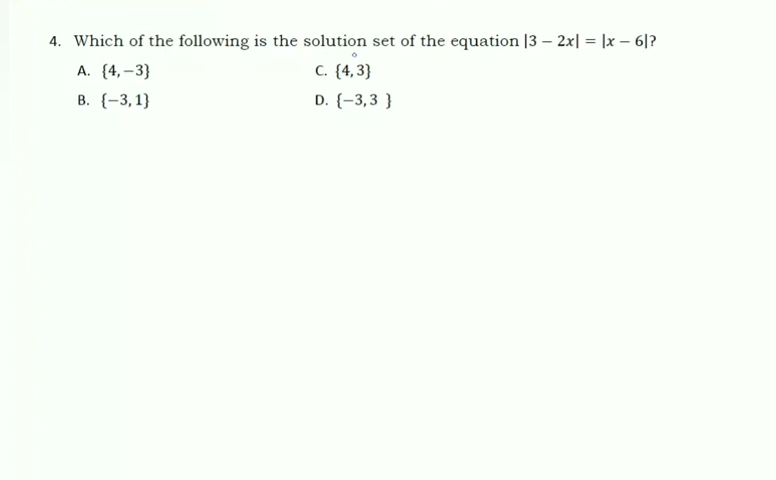 4. Which of the following is the solution set of the equation |3 − 2x| = |x − 6|?
A. {4, −3}
C. {4, 3}
B. {−3, 1}
D. {−3, 3 }